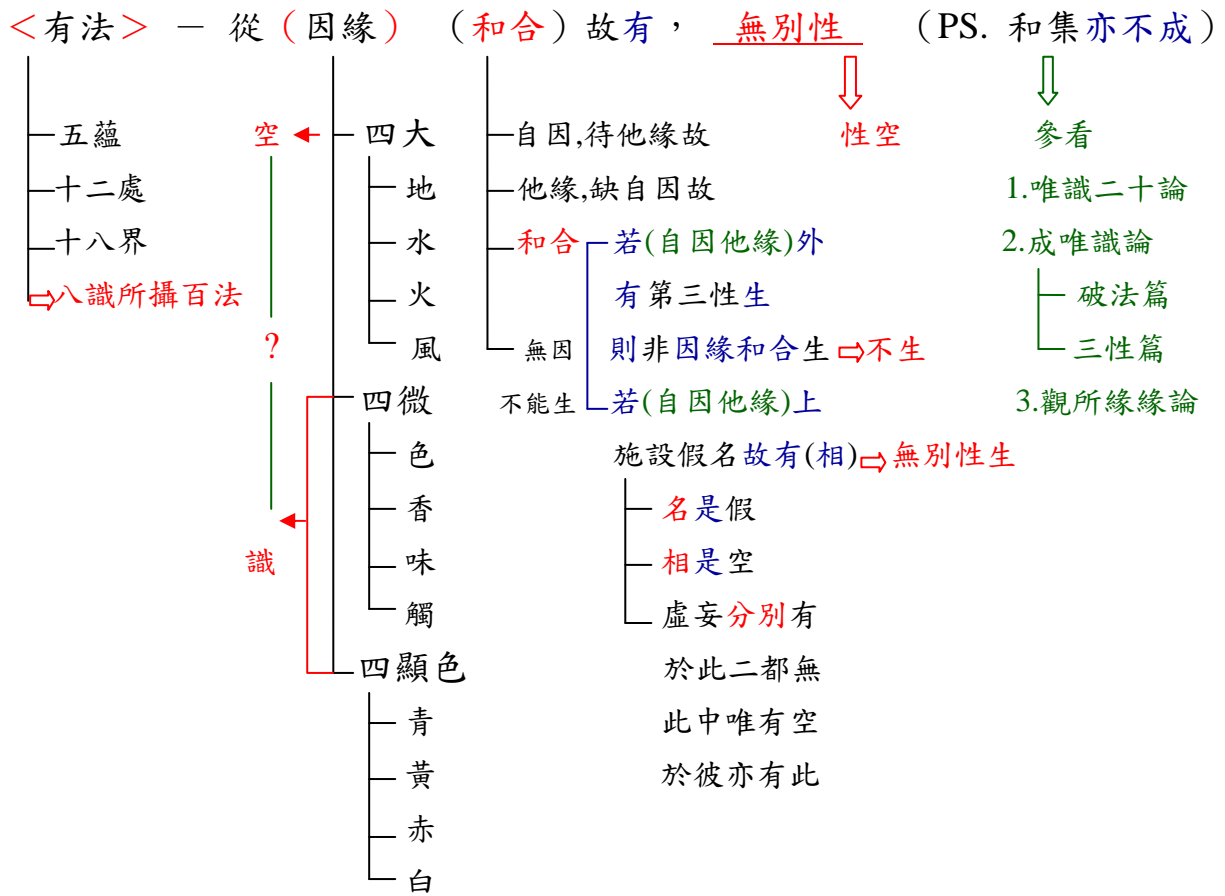 <有法> － 從(因緣) (和合)故有， 無別性 (PS. 和集亦不成)
五蘊 空 四大 自因,待他緣故 性空 參看
十二處 地 他緣,缺自因故 1.唯識二十論
十八界 水 和合 若(自因他緣)外 2.成唯識論
八識所攝百法 火 有第三性生 破法篇
? 風 無因 則非因緣和合生 不生 三性篇
四微 不能生 若(自因他緣)上 3.觀所緣緣論
色 施設假名故有(相) 無別性生
香 名是假
識 味 相是空
觸 虛妄分別有
四顯色 於此二都無
青 此中唯有空
黃 於彼亦有此
赤
白